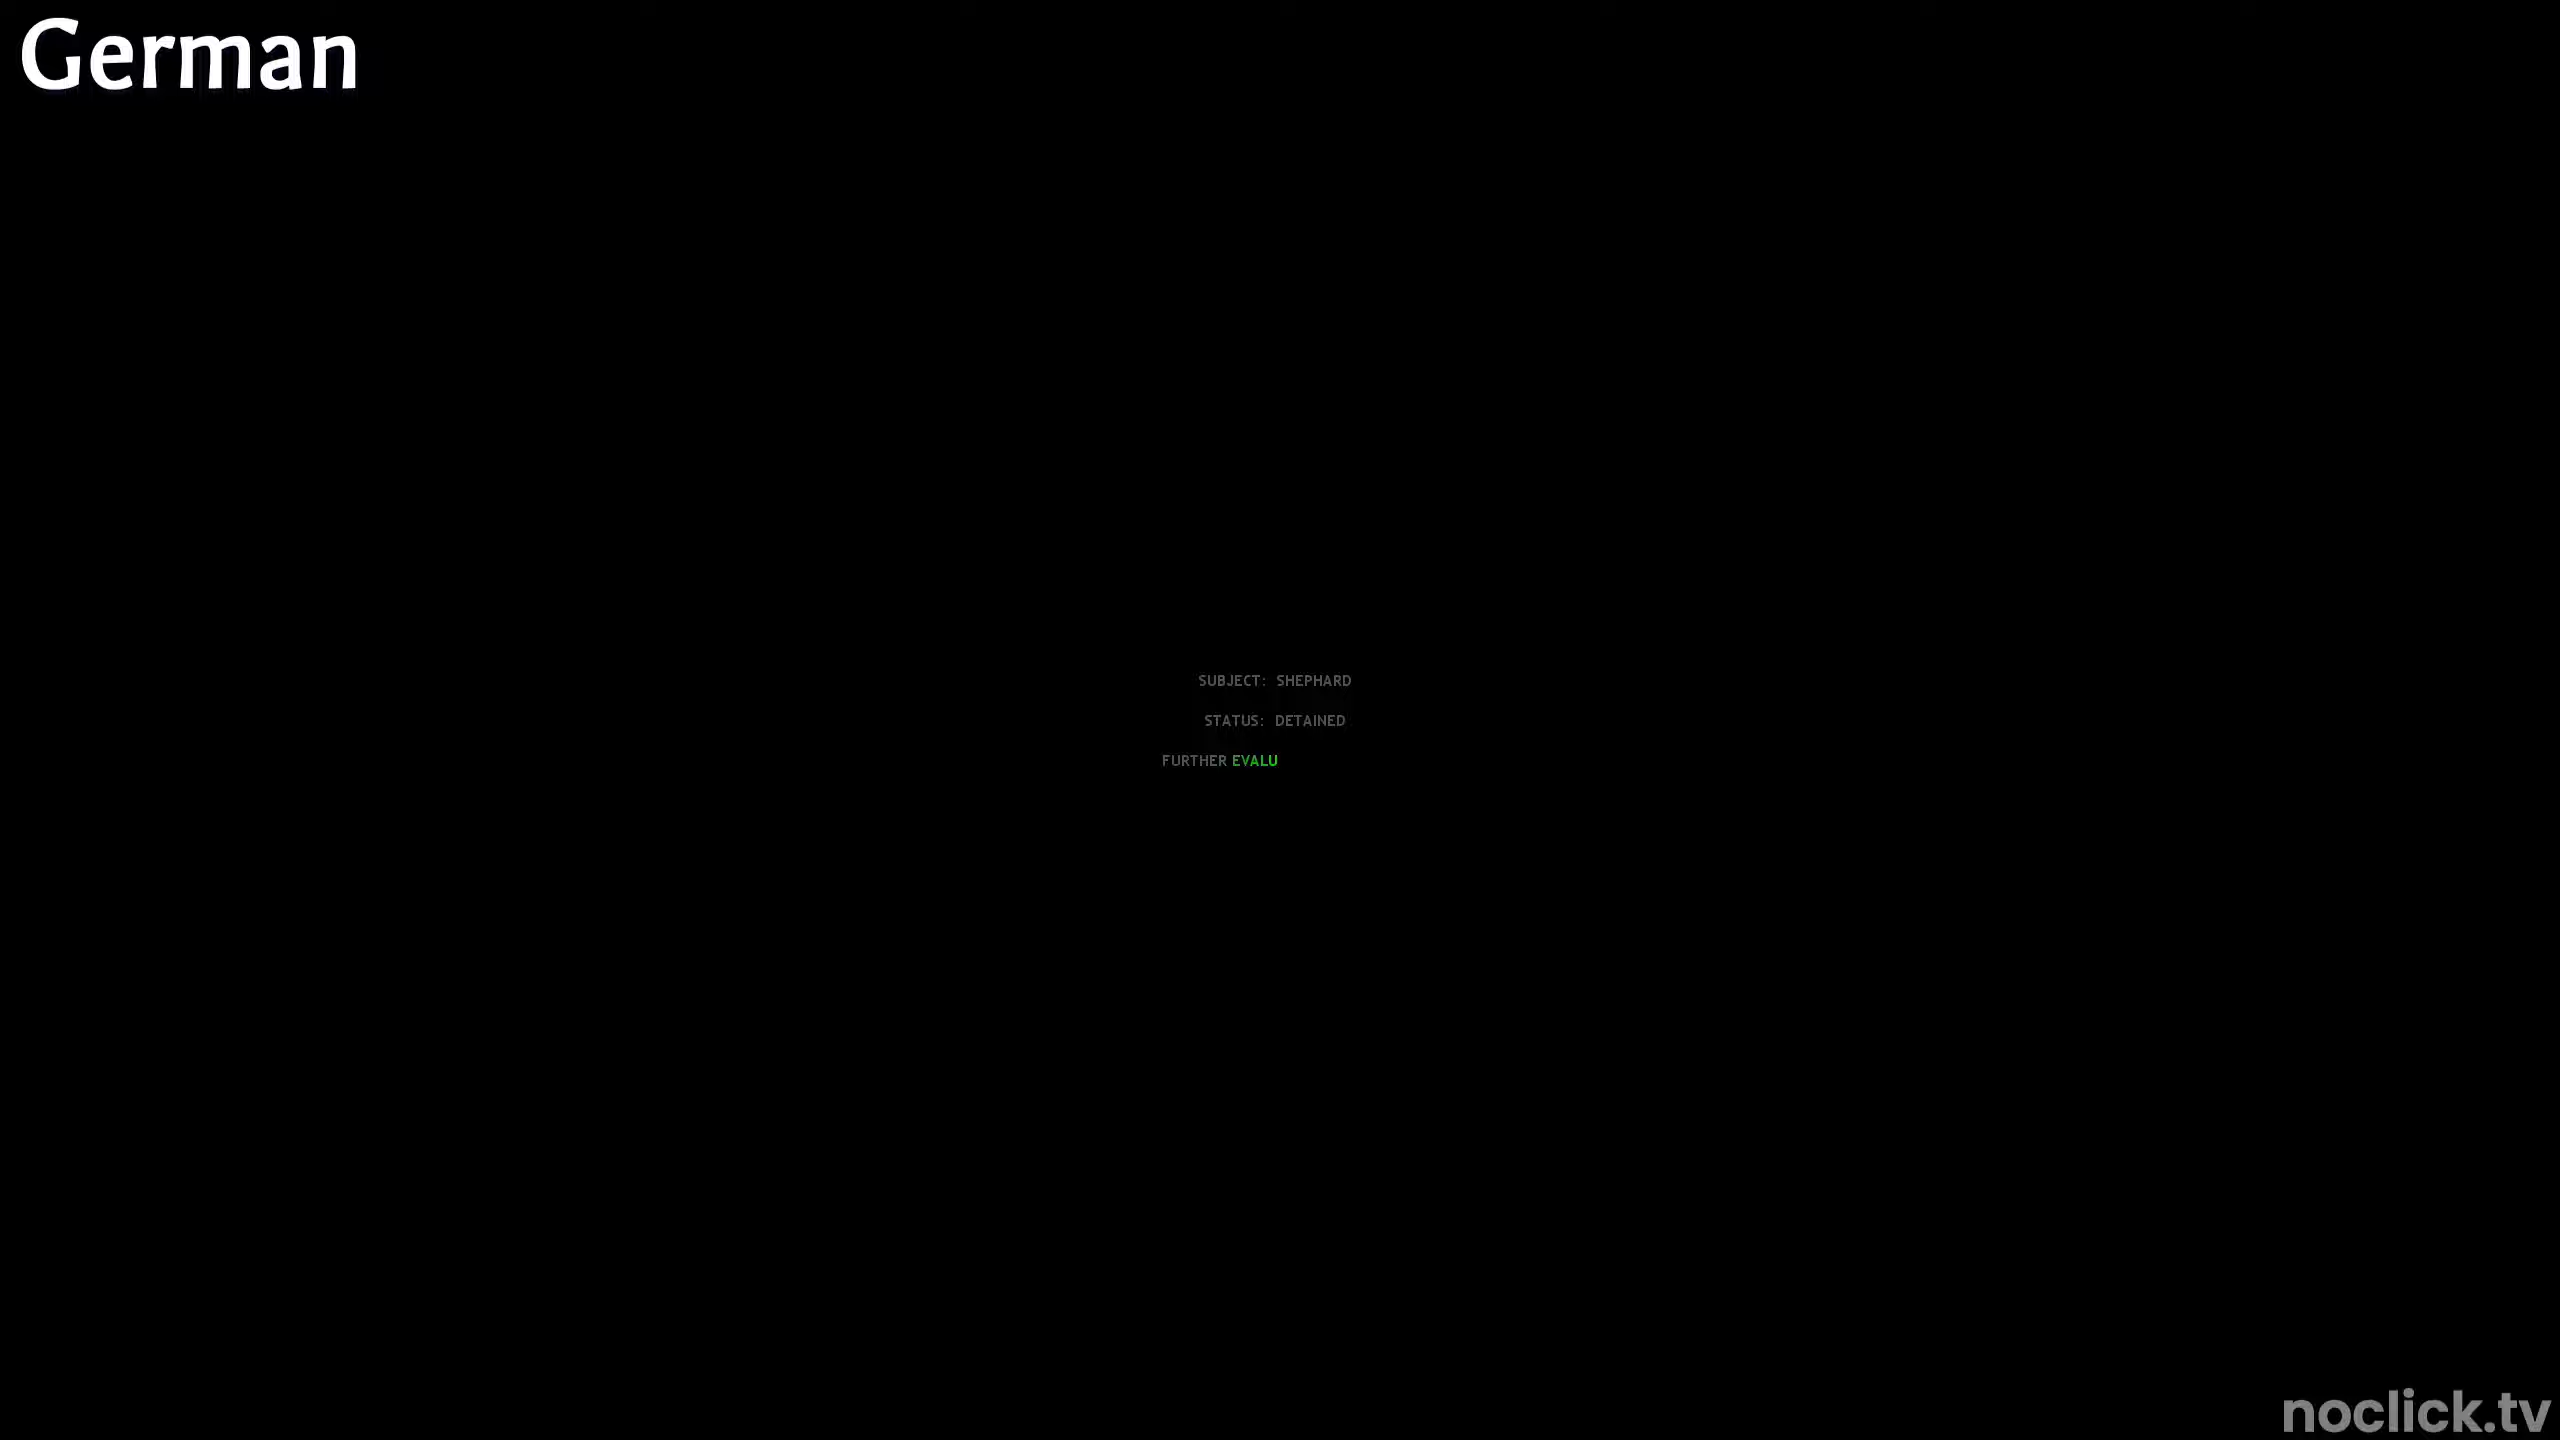 German
SUBJECT: SHEPHARD
STATUS: DETAINED
FURTHER EVALU
noclick.tv